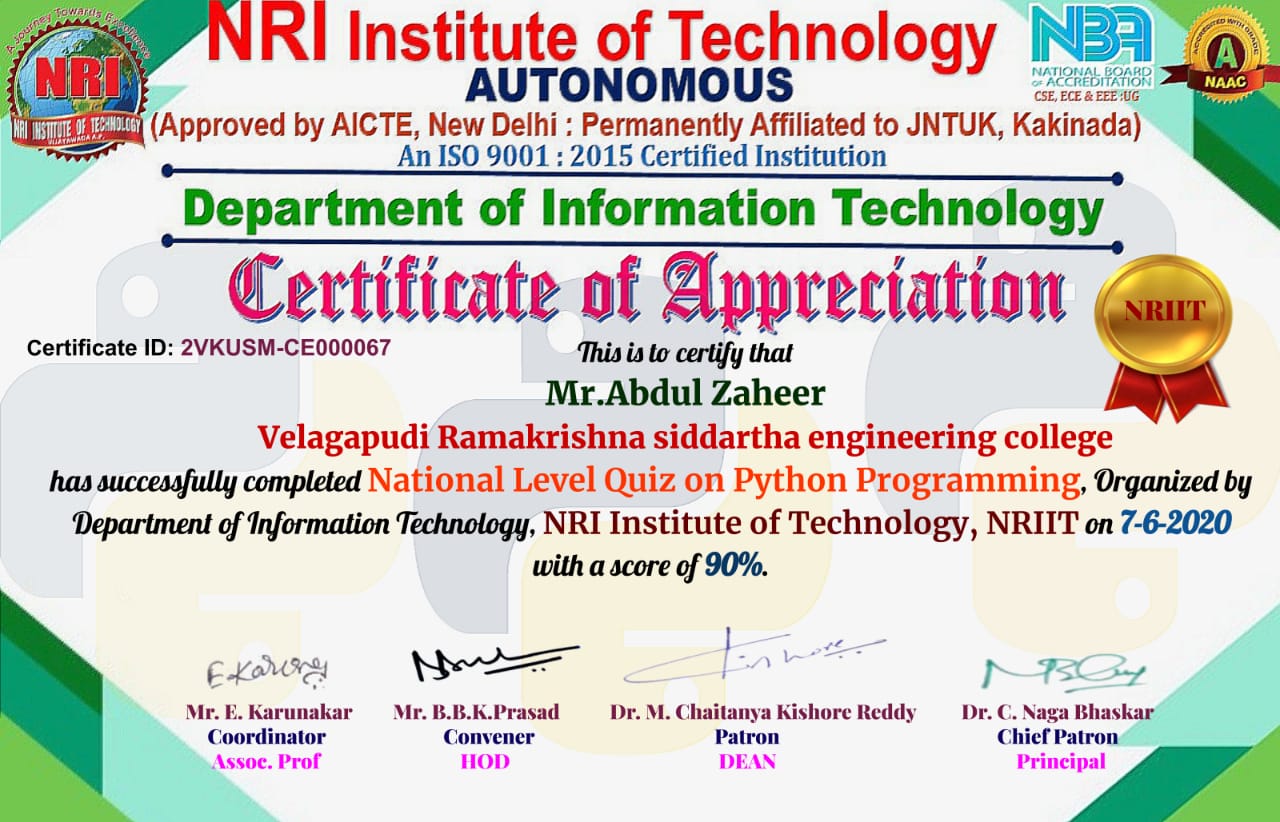 A Journey Towards Excellence
NRI
NRI INSTITUTE OF TECHNOLOGY
VIJAYAWADA A.P.
NRI Institute of Technology
AUTONOMOUS
(Approved by AICTE, New Delhi : Permanently Affiliated to JNTUK, Kakinada)
An ISO 9001 : 2015 Certified Institution
NBA
NATIONAL BOARD
OF ACCREDITATION
CSE, ECE & EEE :UG
ACCREDITED WITH GRADE
A
NAAC
Department of Information Technology
Certificate of Appreciation
NRIIT
Certificate ID: 2VKUSM-CE000067
This is to certify that
Mr.Abdul Zaheer
Velagapudi Ramakrishna siddartha engineering college
has successfully completed National Level Quiz on Python Programming, Organized by
Department of Information Technology, NRI Institute of Technology, NRIIT on 7-6-2020
with a score of 90%.
E. Karunakar
Kishore
Mr. E. Karunakar Mr. B.B.K.Prasad Dr. M. Chaitanya Kishore Reddy Dr. C. Naga Bhaskar
Coordinator Convener Patron Chief Patron
Assoc. Prof HOD DEAN Principal